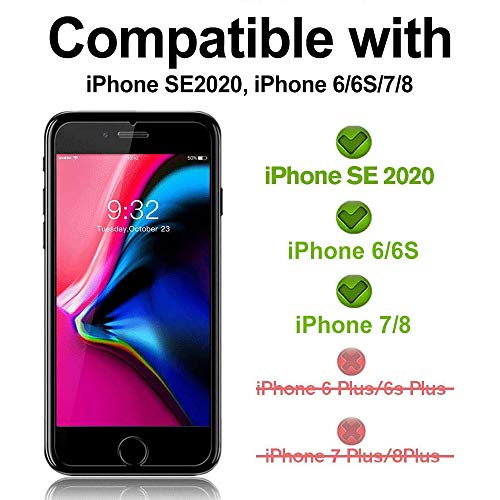 Compatible with
iPhone SE2020, iPhone 6/6S/7/8
50%
9:32
Tuesday,October 23
iPhone SE 2020
iPhone 6/6S
iPhone 7/8
iPhone 6 Plus/6s Plus
iPhone 7 Plus/8Plus